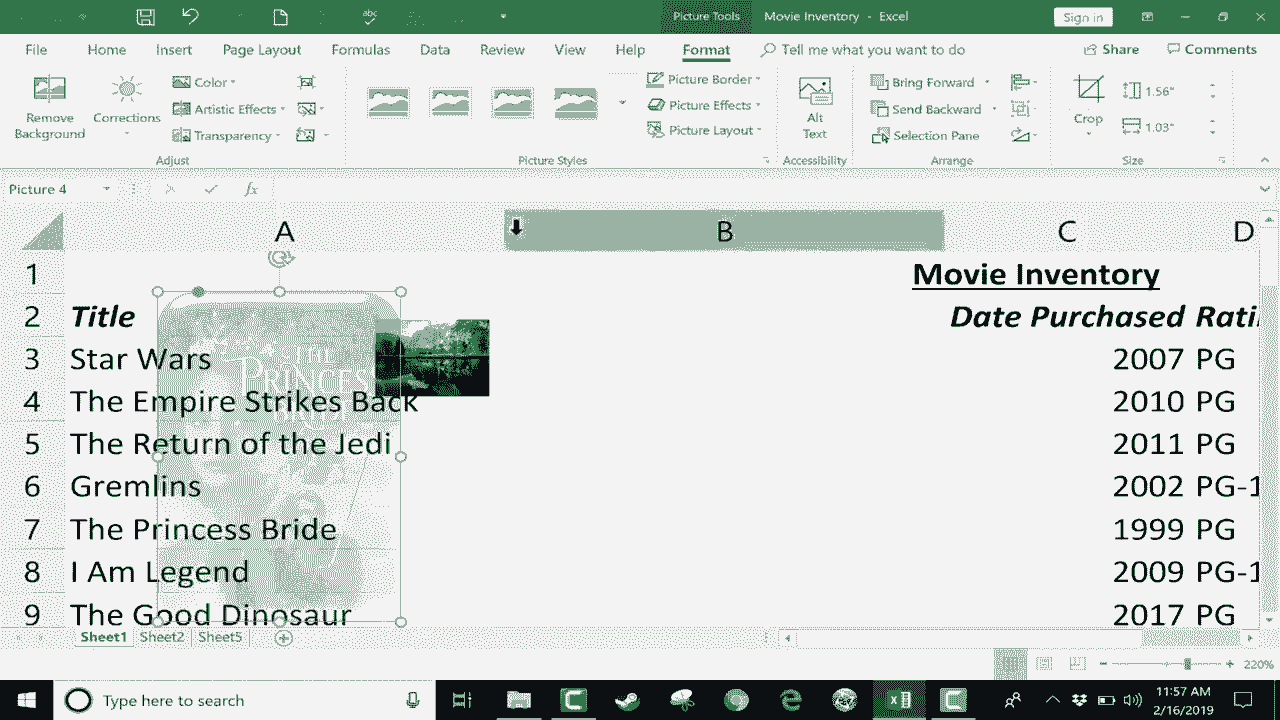 abc
Picture Tools
Movie Inventory - Excel
Sign in
File Home Insert Page Layout Formulas Data Review View Help Format Tell me what you want to do Share Comments
Remove Background
Corrections
Color
Artistic Effects
Transparency
Picture Border
Picture Effects
Picture Layout
Alt Text
Bring Forward
Send Backward
Selection Pane
Crop
1.56"
1.03"
Adjust Picture Styles Accessibility Arrange Size
Picture 4 fx
A B C D
1 Movie Inventory
2 Title Date Purchased Rati
3 Star Wars 2007 PG
4 The Empire Strikes Back 2010 PG
5 The Return of the Jedi 2011 PG
6 Gremlins 2002 PG-1
7 The Princess Bride 1999 PG
8 I Am Legend 2009 PG-1
9 The Good Dinosaur 2017 PG
THE
PRINCES
Sheet1 Sheet2 Sheet5
220%
Type here to search
11:57 AM
2/16/2019